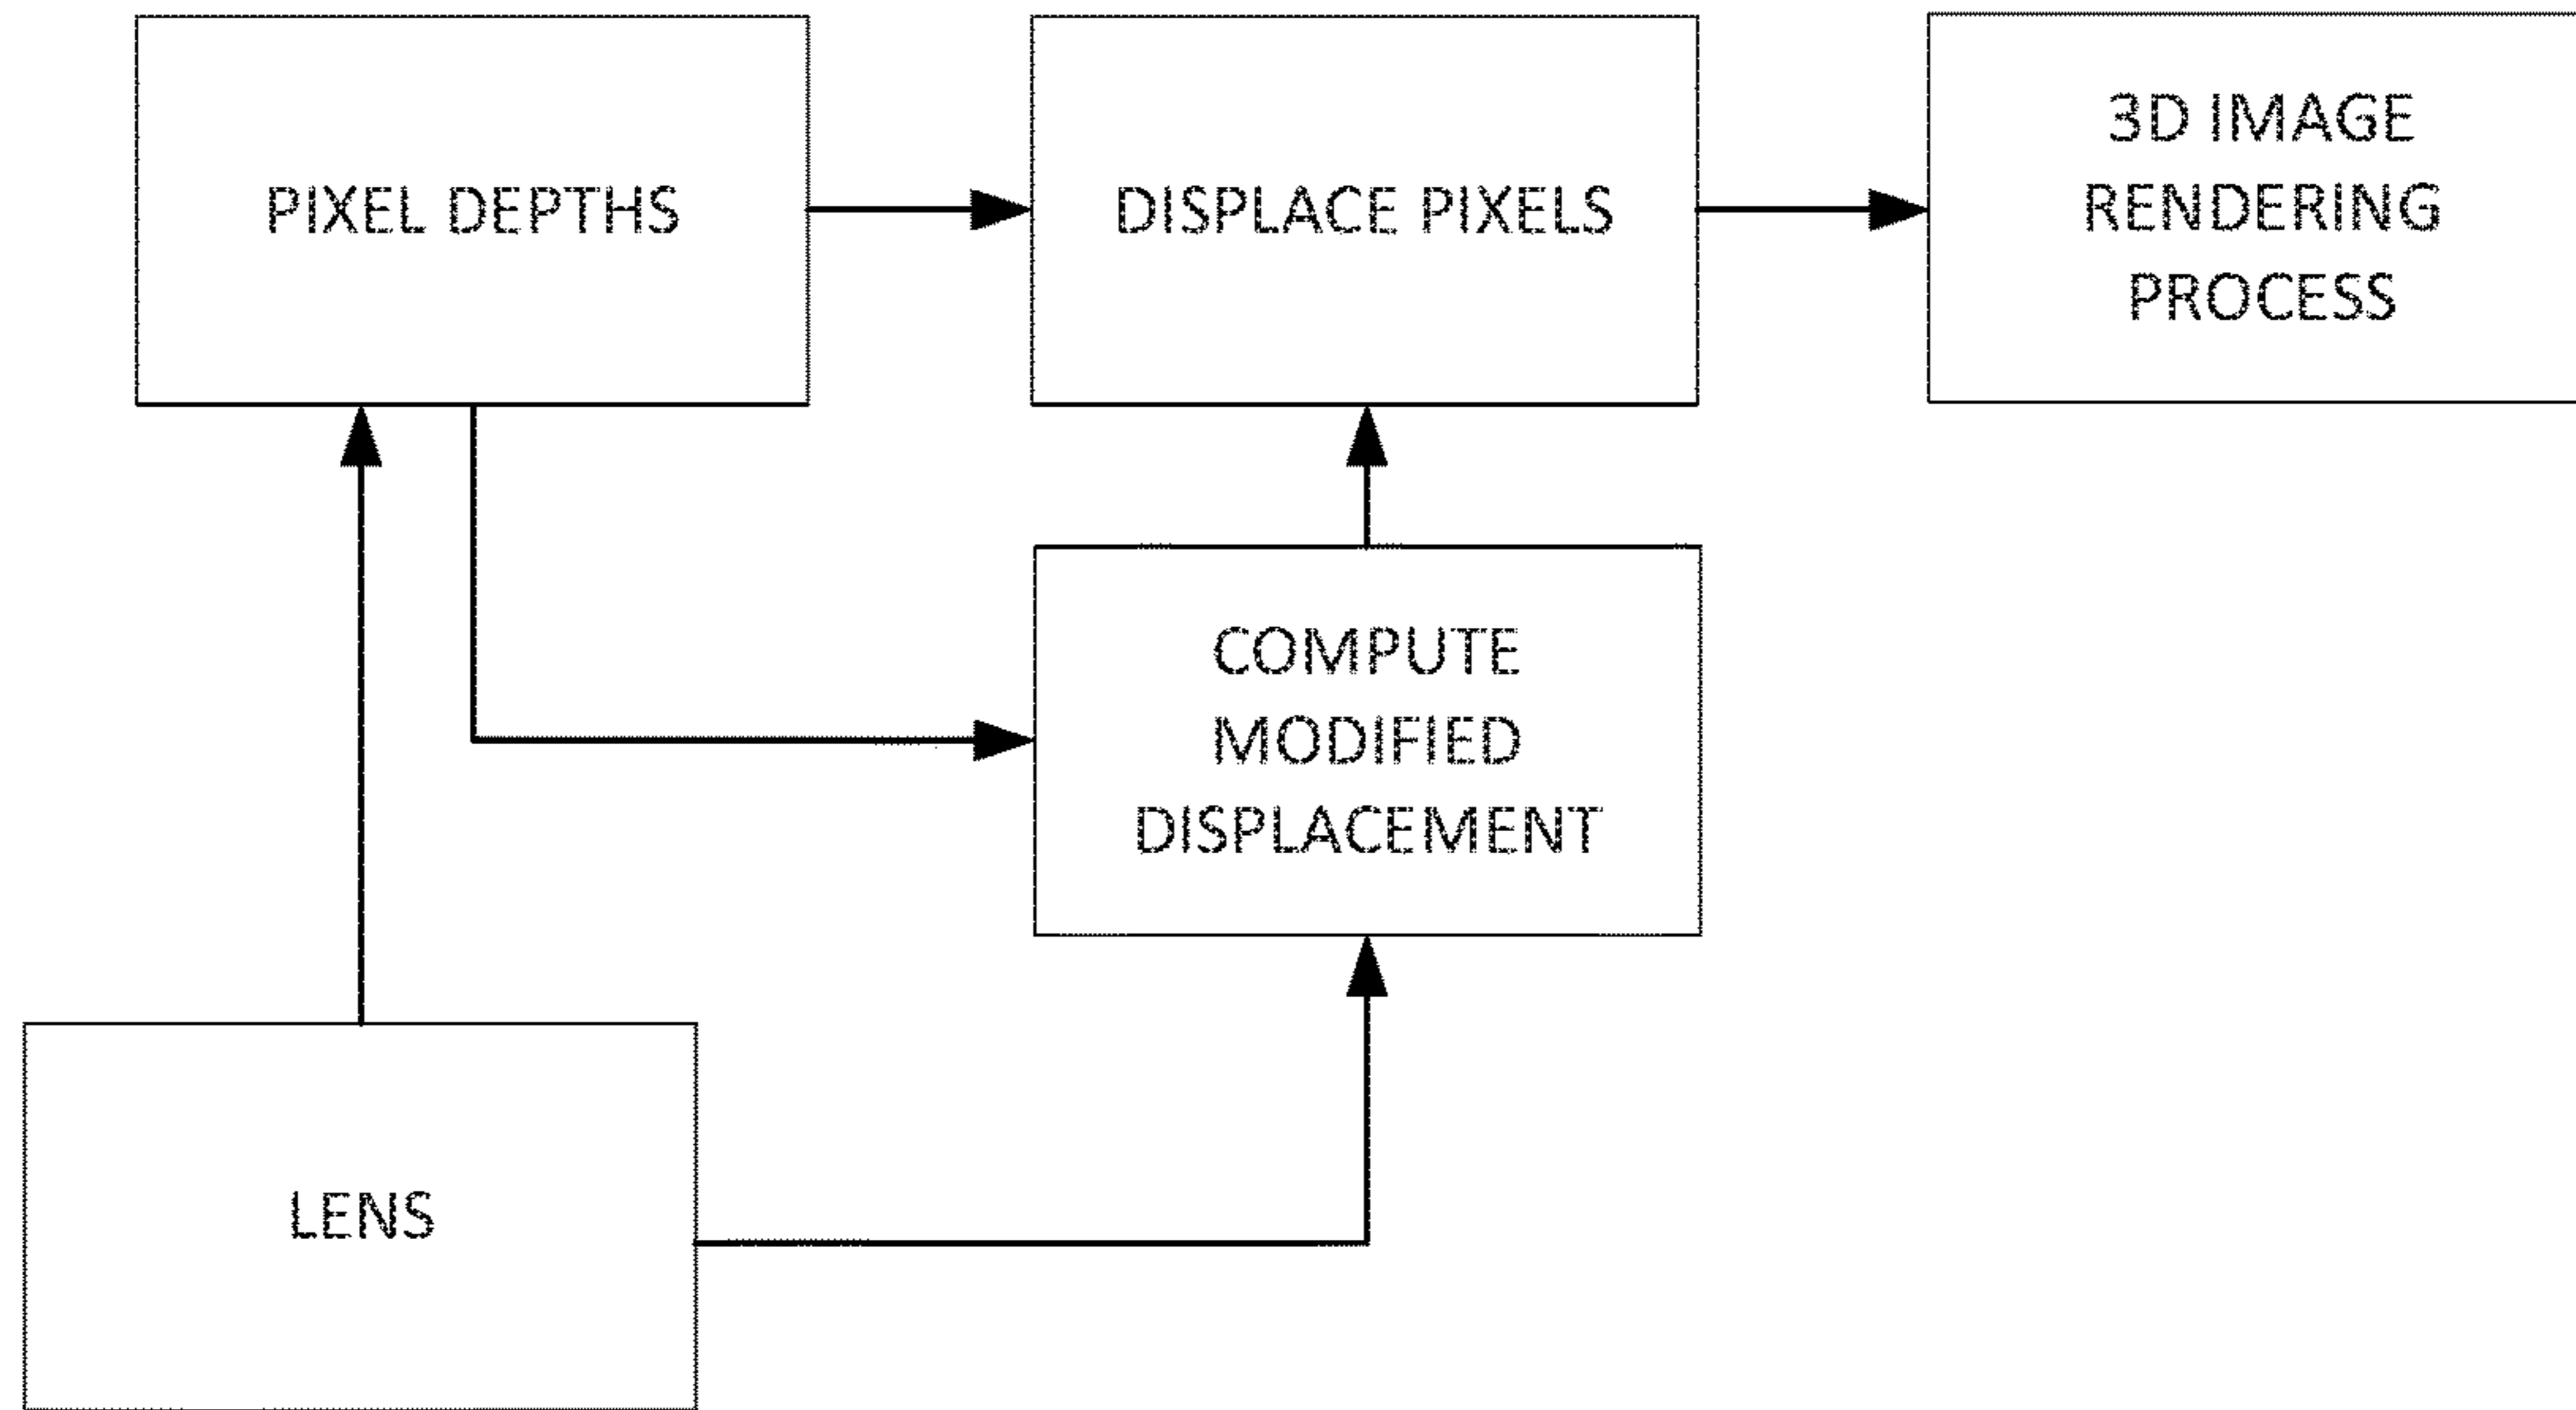 PIXEL DEPTHS
DISPLACE PIXELS
3D IMAGE
RENDERING
PROCESS
COMPUTE
MODIFIED
DISPLACEMENT
LENS